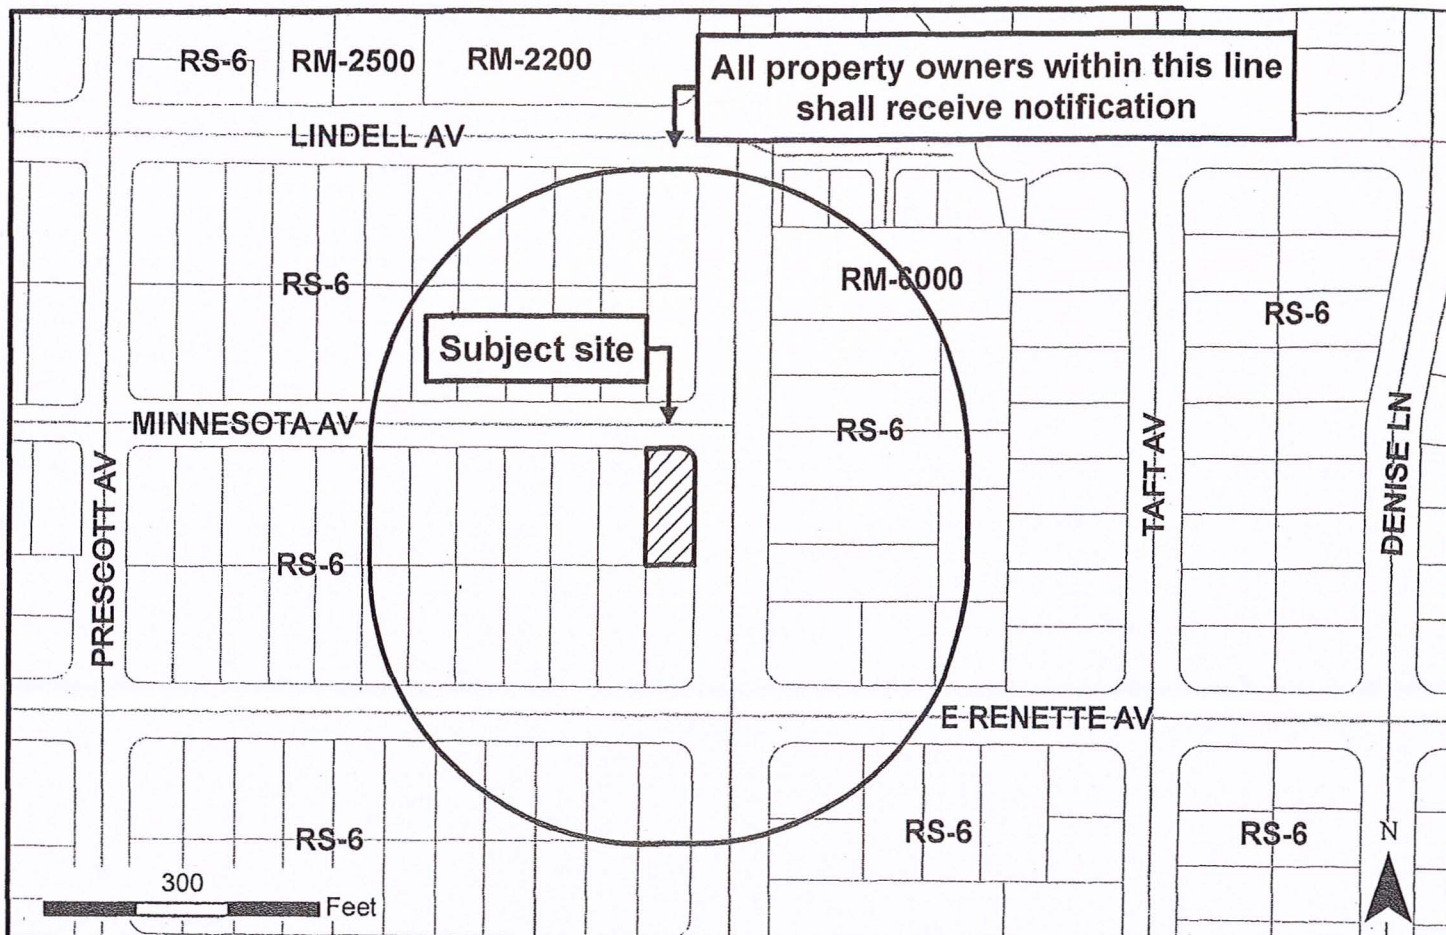 RS-6 RM-2500 RM-2200
All property owners within this line
shall receive notification
LINDELL AV
RS-6
RM-6000
RS-6
Subject site
MINNESOTA AV
RS-6
PRESCOTT AV
TAFT AV
DENISE LN
RS-6
E RENETTE AV
RS-6
RS-6
RS-6
N
300
Feet